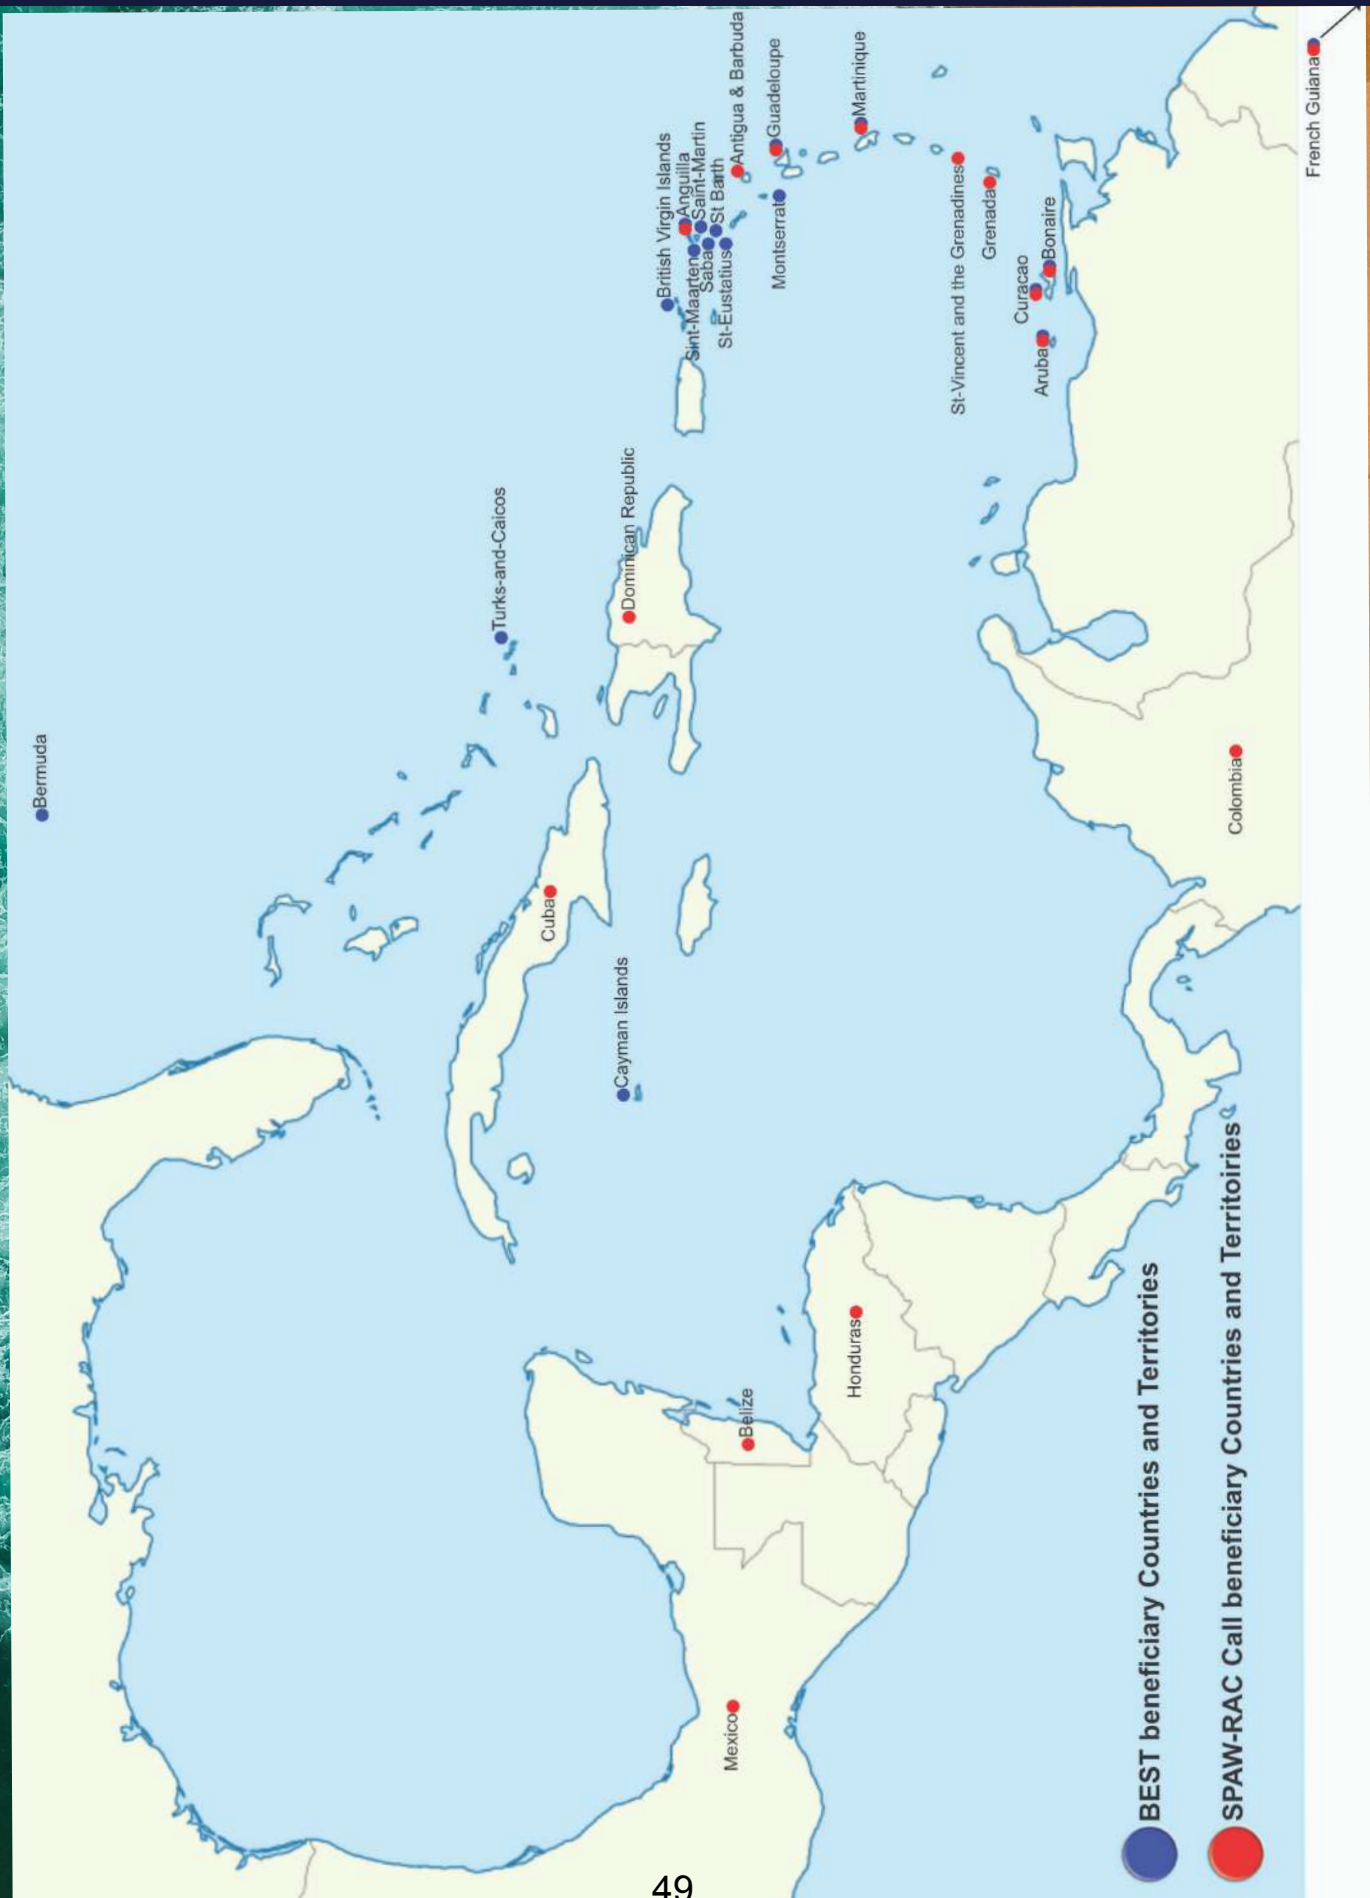 Bermuda
Turks-and-Caicos
Cuba
Cayman Islands
Dominican Republic
British Virgin Islands
Anguilla
Saint-Martin
St Barth
Sint-Maarten
Saba
St-Eustatius
Antigua & Barbuda
Montserrat
Guadeloupe
Martinique
St-Vincent and the Grenadines
Grenada
Curacao
Bonaire
Aruba
Mexico
Belize
Honduras
Colombia
French Guiana
BEST beneficiary Countries and Territories
SPAW-RAC Call beneficiary Countries and Territoiries
49